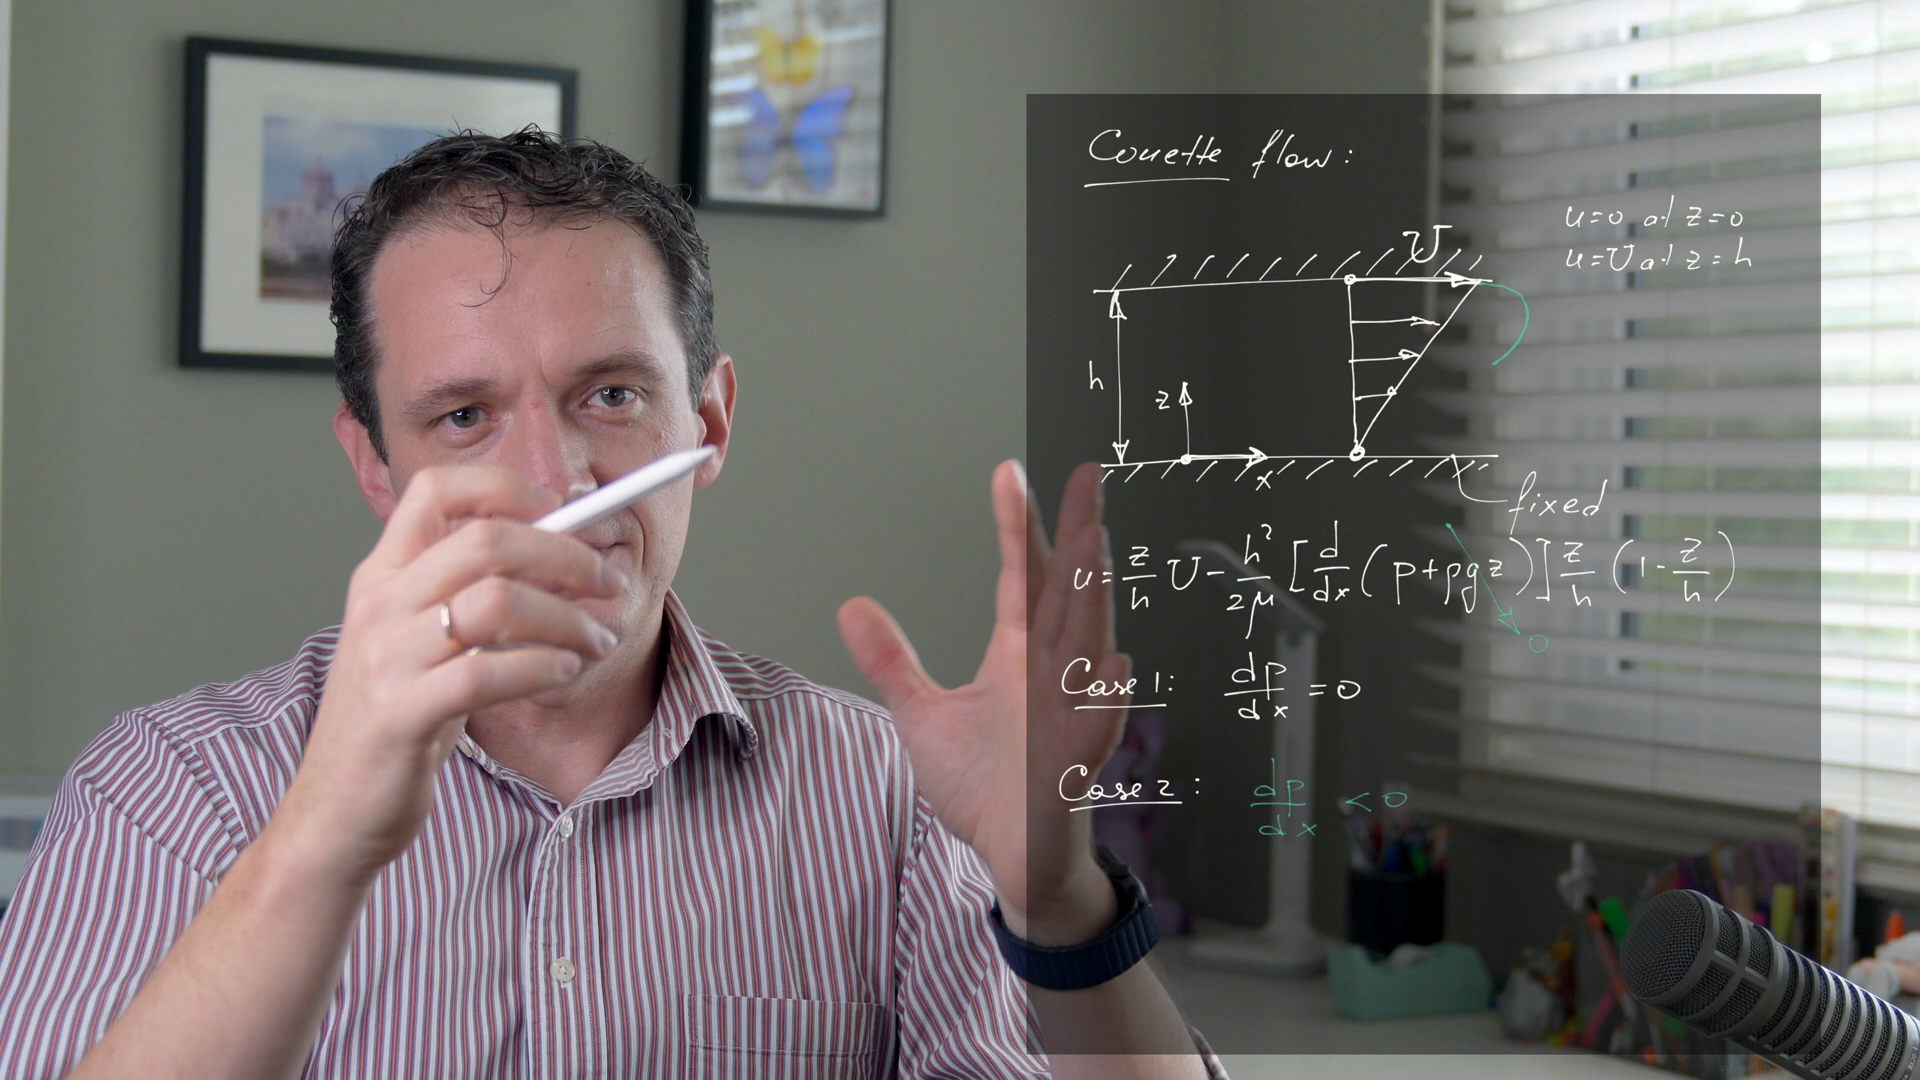 Couette flow:
u=0 at z=0
u=U at z=h
U
h
z
x
fixed
u = z/h U - h²/2μ [d/dx (p+ρgz)] z/h (1 - z/h)
0
Case 1: dp/dx = 0
Case 2: dp/dx < 0